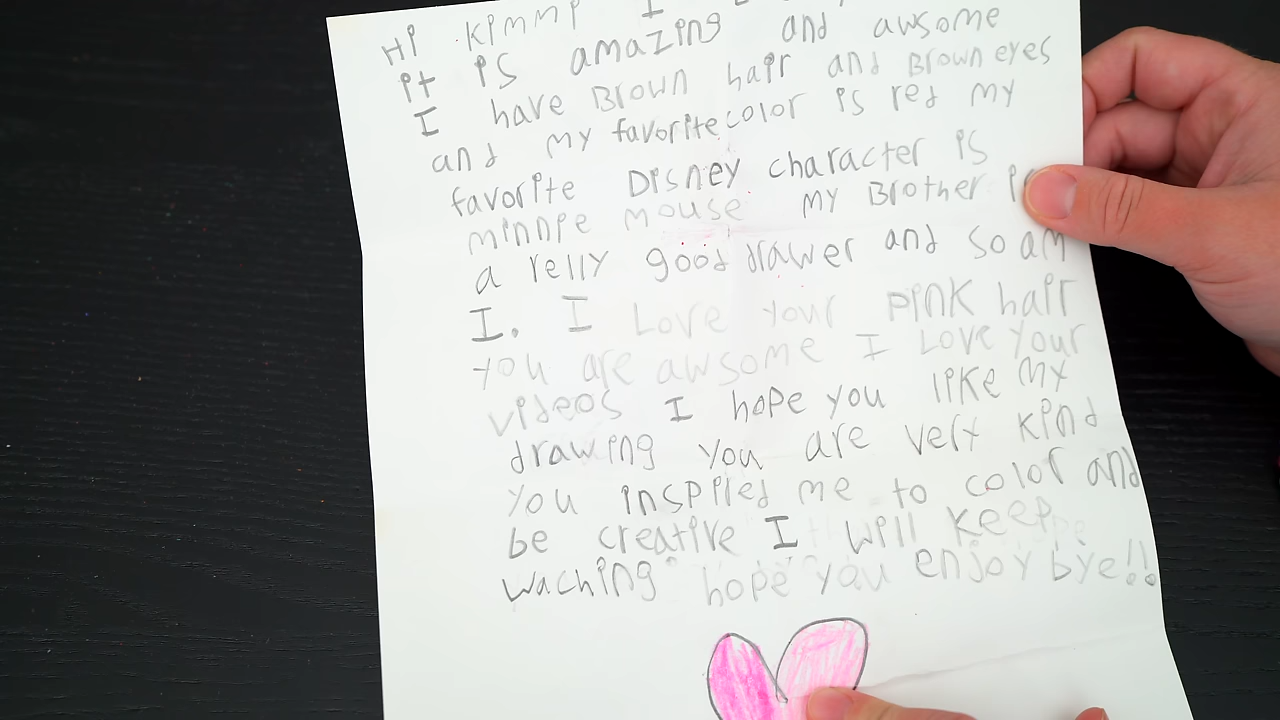 Hi Kimmi I
it is amazing and awsome
I have Brown hair and Brown eyes
and my favorite color is red my
favorite Disney character is
minnie mouse my Brother is
a relly good drawer and so am
I. I Love your pink hair
you are awsome I Love your
videos I hope you like my
drawing you are very kind
you inspired me to color and
be creative I will keep
waching hope you enjoy bye!!